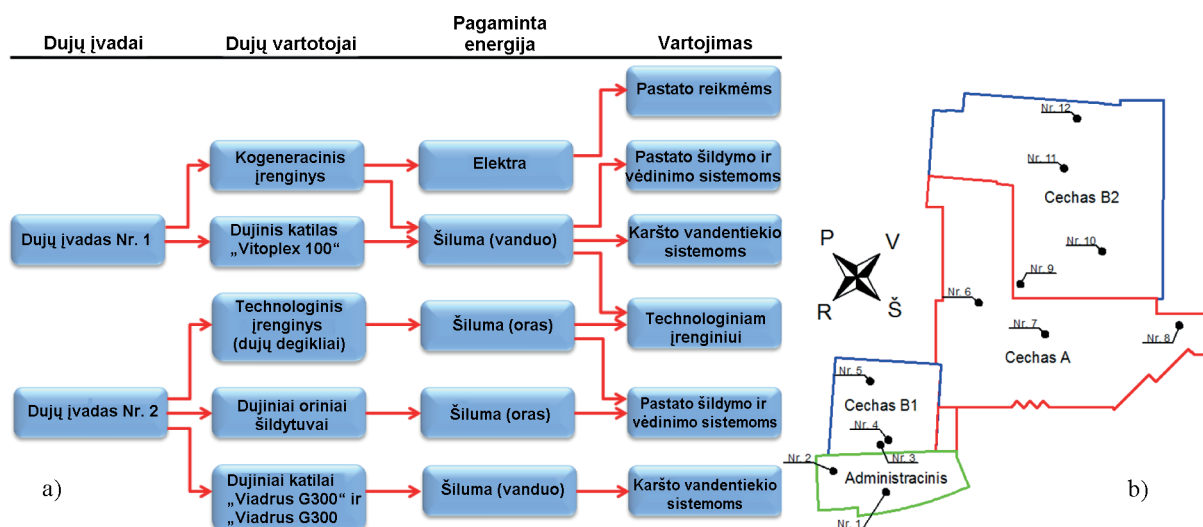 Dujų įvadai
Dujų vartotojai
Pagaminta
energija
Vartojimas
Pastato reikmėms
Kogeneracinis
įrenginys
Elektra
Pastato šildymo ir
vėdinimo sistemoms
Dujų įvadas Nr. 1
Dujinis katilas
„Vitoplex 100“
Šiluma (vanduo)
Karšto vandentiekio
sistemoms
Technologinis
įrenginys
(dujų degikliai)
Šiluma (oras)
Technologiniam
įrenginiui
Dujų įvadas Nr. 2
Dujiniai oriniai
šildytuvai
Šiluma (oras)
Pastato šildymo ir
vėdinimo sistemoms
Dujiniai katilai
„Viadrus G300“ ir
„Viadrus G300
Šiluma (vanduo)
Karšto vandentiekio
sistemoms
a)
Nr. 12
Nr. 11
Cechas B2
P
V
R
Š
Nr. 10
Nr. 9
Nr. 6
Nr. 7
Nr. 8
Cechas A
Nr. 5
Cechas B1
Nr. 4
Nr. 3
Nr. 2
Administracinis
Nr. 1
b)